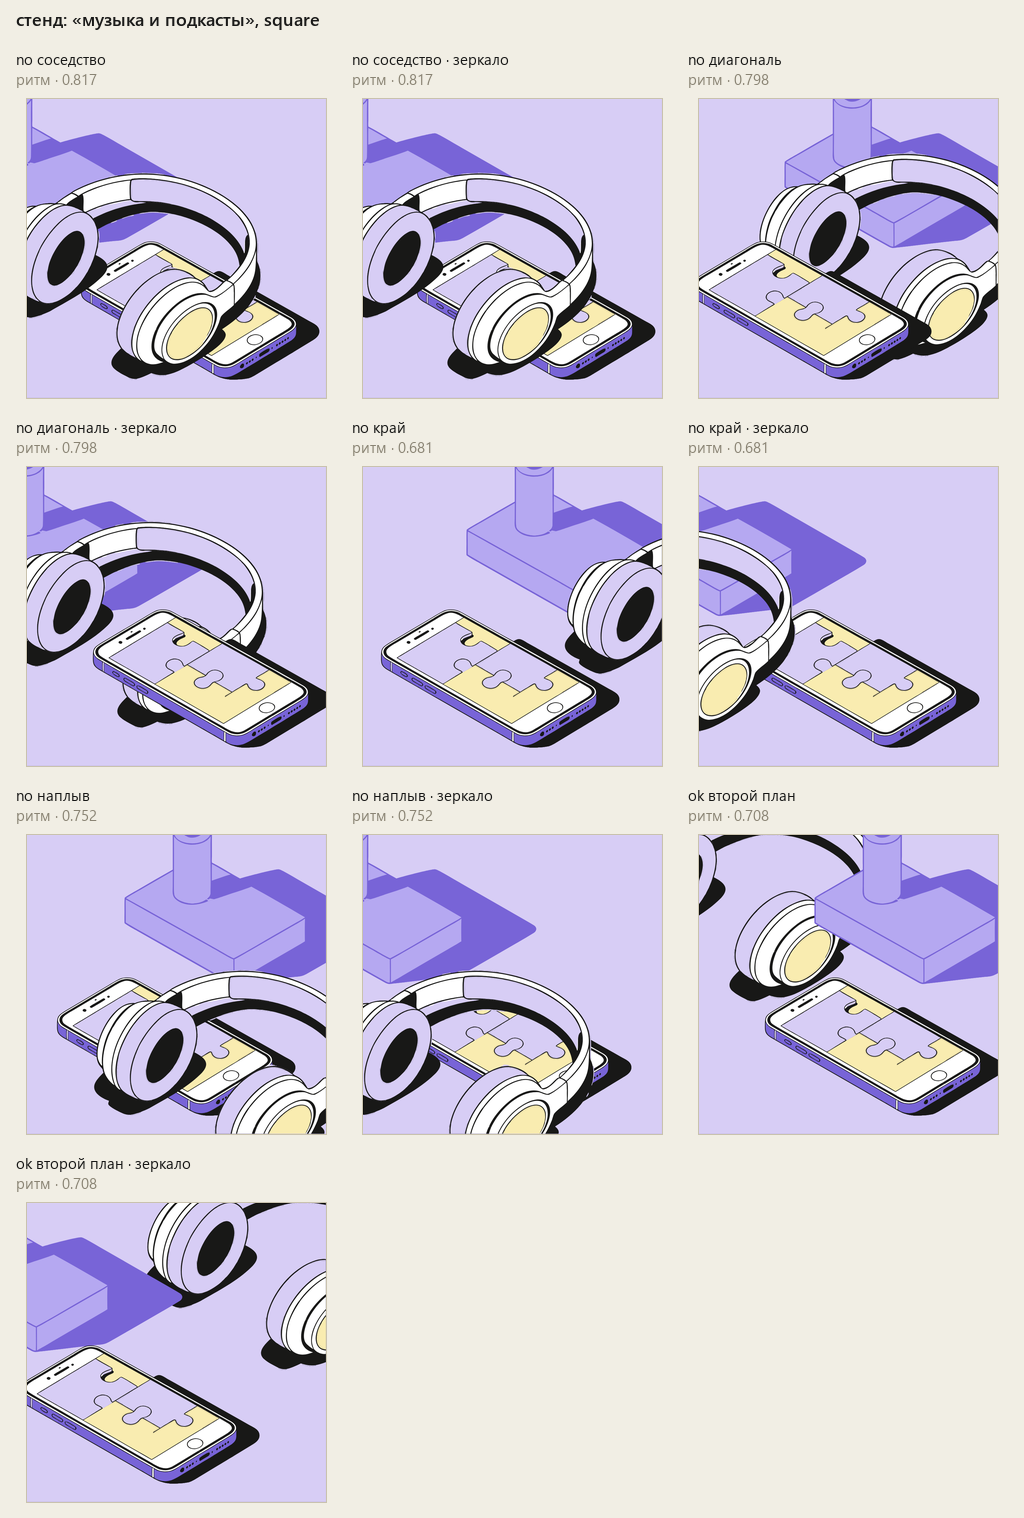 стенд: «музыка и подкасты», square
no соседство
ритм · 0.817
no соседство · зеркало
ритм · 0.817
no диагональ
ритм · 0.798
no диагональ · зеркало
ритм · 0.798
no край
ритм · 0.681
no край · зеркало
ритм · 0.681
no наплыв
ритм · 0.752
no наплыв · зеркало
ритм · 0.752
ok второй план
ритм · 0.708
ok второй план · зеркало
ритм · 0.708